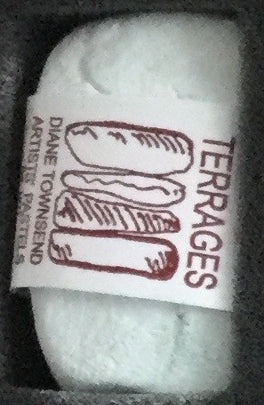 TERRAGES
DIANE TOWNSEND
ARTISTS' PASTELS